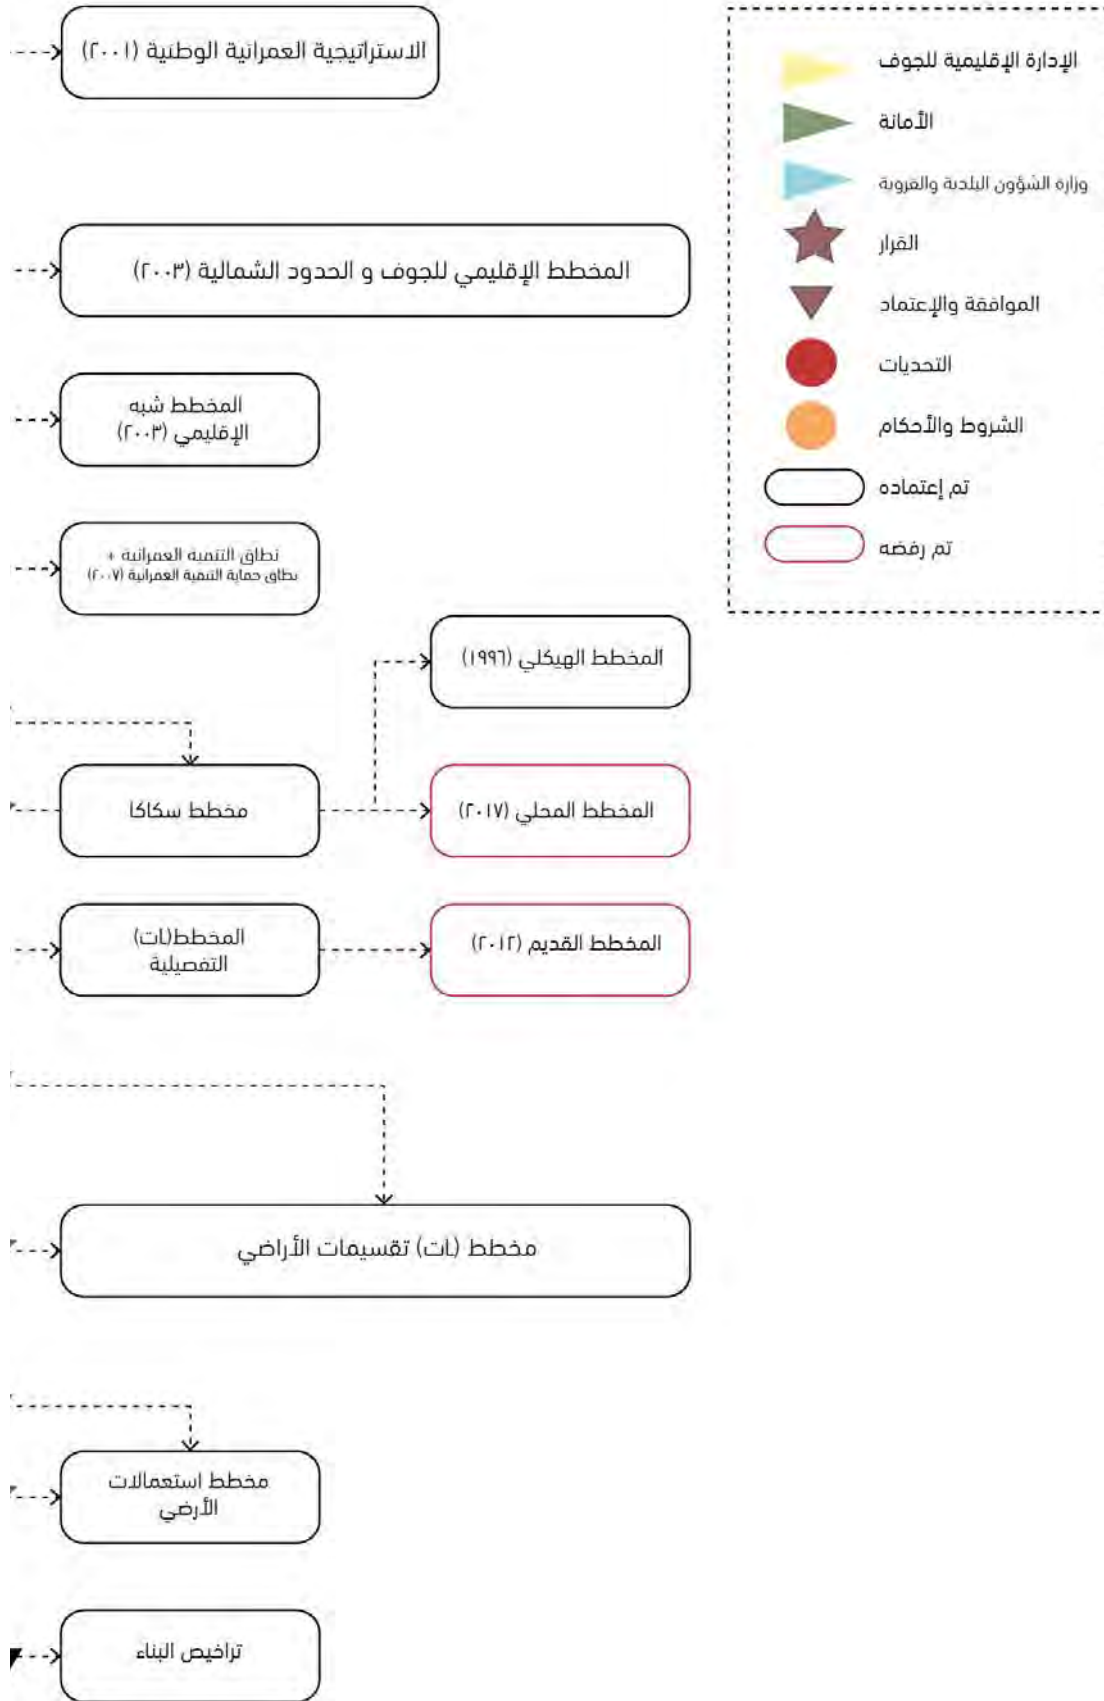 الاستراتيجية العمرانية الوطنية (٢٠٠١)
المخطط الإقليمي للجوف و الحدود الشمالية (٢٠٠٣)
المخطط شبه
الإقليمي (٢٠٠٣)
نطاق التنمية العمرانية +
نطاق حماية التنمية العمرانية (٢٠٠٧)
المخطط الهيكلي (١٩٩٦)
مخطط سكاكا
المخطط المحلي (٢٠١٧)
المخطط(ات)
التفصيلية
المخطط القديم (٢٠١٢)
مخطط (ات) تقسيمات الأراضي
مخطط استعمالات
الأرضي
تراخيص البناء
الإدارة الإقليمية للجوف
الأمانة
وزارة الشؤون البلدية والقروية
القرار
الموافقة والإعتماد
التحديات
الشروط والأحكام
تم إعتماده
تم رفضه